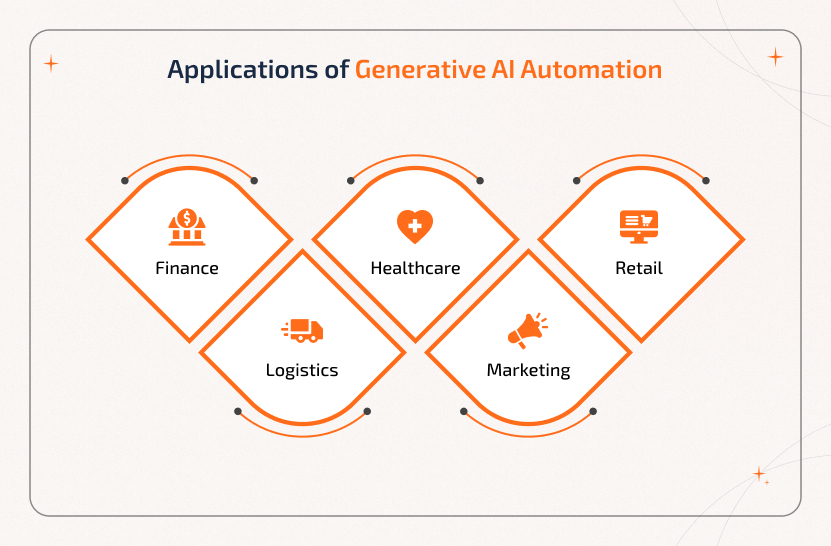 Applications of Generative AI Automation
Finance
Healthcare
Retail
Logistics
Marketing